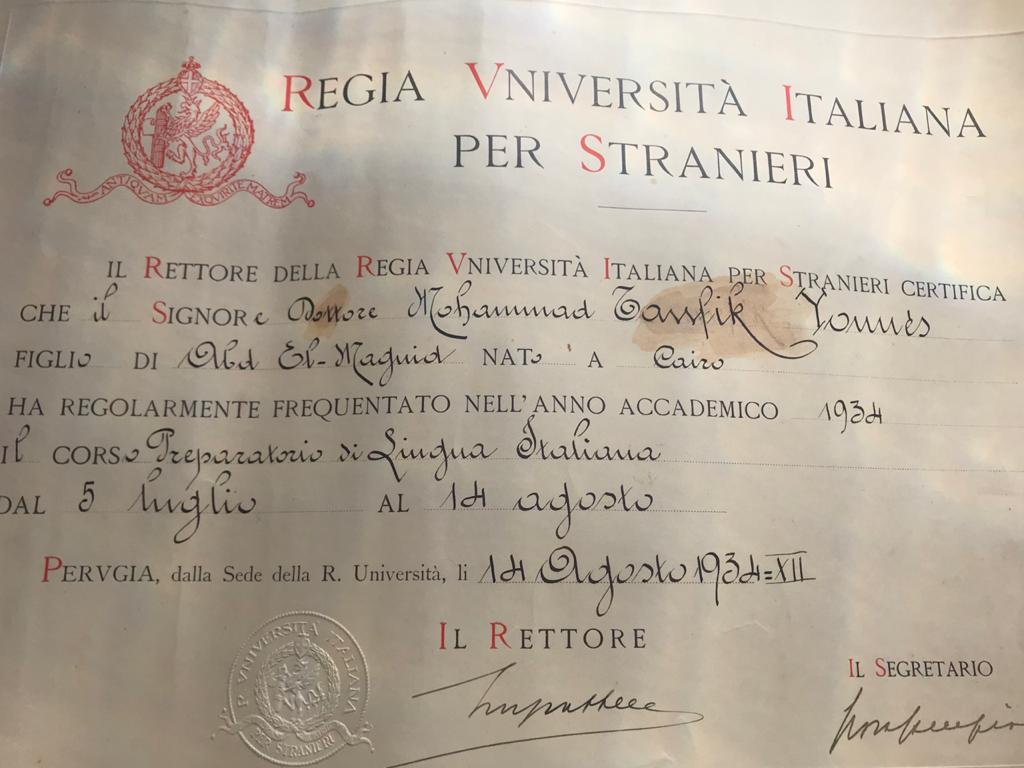 REGIA VNIVERSITÀ ITALIANA
PER STRANIERI
ANTIQVAM EXQVIRITE MATREM
IL RETTORE DELLA REGIA VNIVERSITÀ ITALIANA PER STRANIERI CERTIFICA
CHE il SIGNORe Dottore Mohammad Tawfik Younès
FIGLIo DI Abd El-Maguid NATo A Cairo
HA REGOLARMENTE FREQUENTATO NELL'ANNO ACCADEMICO 1934
Il CORSo Preparatorio di Lingua Italiana
DAL 5 luglio AL 14 agosto
PERVGIA, dalla Sede della R. Università, li 14 Agosto 1934=XII
IL RETTORE
IL SEGRETARIO
R. VNIVERSITÀ ITALIANA
PER STRANIERI